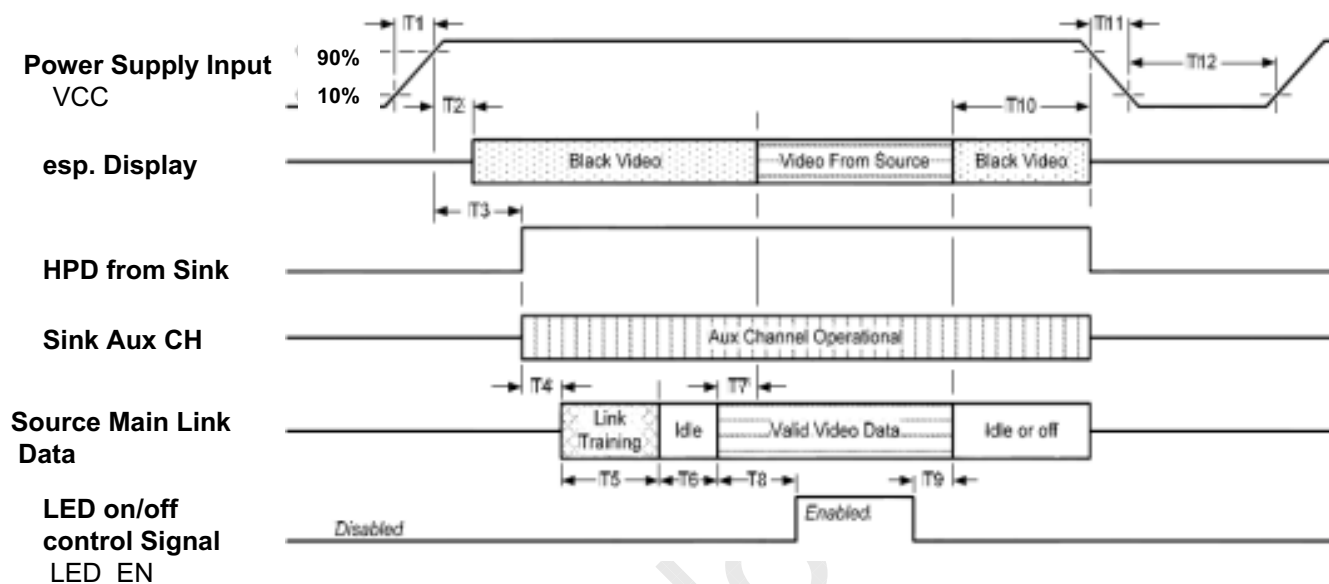 T1
T11
90%
Power Supply Input
VCC
10%
T2
T12
T10
esp. Display
Black Video
Video From Source
Black Video
T3
HPD from Sink
Sink Aux CH
Aux Channel Operational
T4
T7
Source Main Link
Data
Link
Training
Idle
Valid Video Data
Idle or off
T5
T6
T8
T9
LED on/off
control Signal
LED EN
Disabled
Enabled